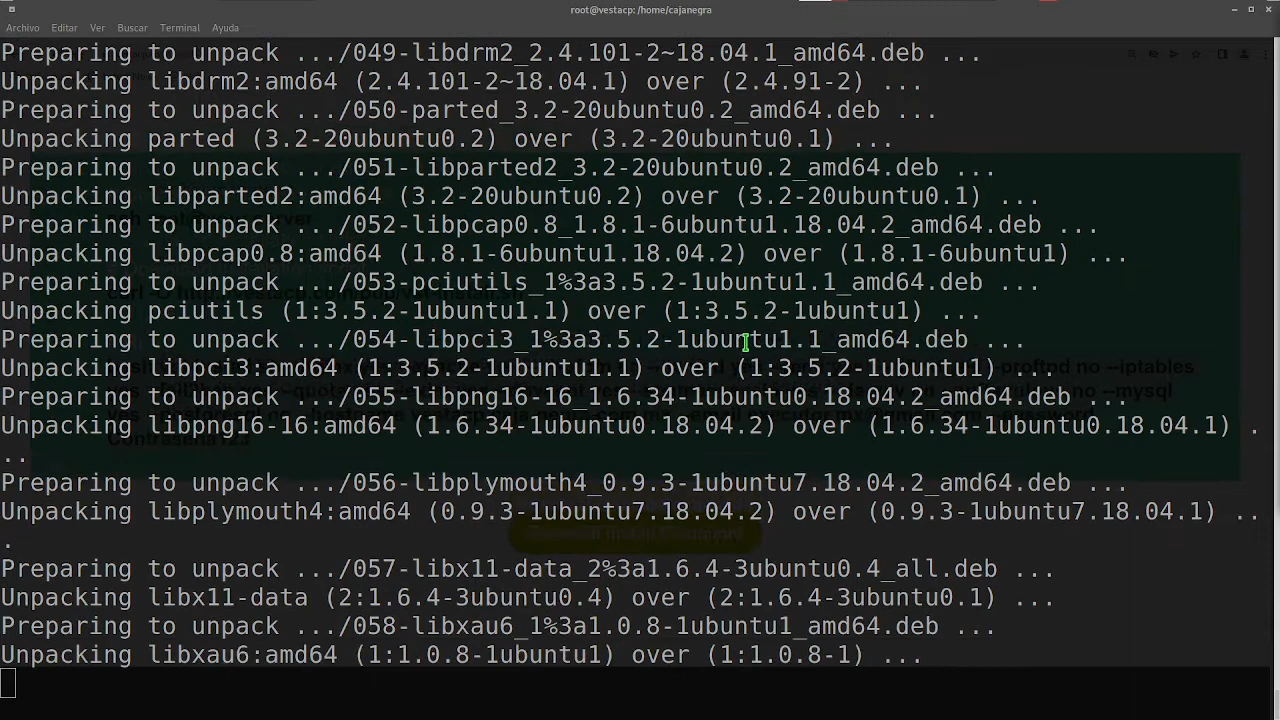 root@vestacp: /home/cajanegra
Archivo Editar Ver Buscar Terminal Ayuda
Preparing to unpack .../049-libdrm2_2.4.101-2~18.04.1_amd64.deb ...
Unpacking libdrm2:amd64 (2.4.101-2~18.04.1) over (2.4.91-2) ...
Preparing to unpack .../050-parted_3.2-20ubuntu0.2_amd64.deb ...
Unpacking parted (3.2-20ubuntu0.2) over (3.2-20ubuntu0.1) ...
Preparing to unpack .../051-libparted2_3.2-20ubuntu0.2_amd64.deb ...
Unpacking libparted2:amd64 (3.2-20ubuntu0.2) over (3.2-20ubuntu0.1) ...
Preparing to unpack .../052-libpcap0.8_1.8.1-6ubuntu1.18.04.2_amd64.deb ...
Unpacking libpcap0.8:amd64 (1.8.1-6ubuntu1.18.04.2) over (1.8.1-6ubuntu1) ...
Preparing to unpack .../053-pciutils_1%3a3.5.2-1ubuntu1.1_amd64.deb ...
Unpacking pciutils (1:3.5.2-1ubuntu1.1) over (1:3.5.2-1ubuntu1) ...
Preparing to unpack .../054-libpci3_1%3a3.5.2-1ubuntu1.1_amd64.deb ...
Unpacking libpci3:amd64 (1:3.5.2-1ubuntu1.1) over (1:3.5.2-1ubuntu1) ...
Preparing to unpack .../055-libpng16-16_1.6.34-1ubuntu0.18.04.2_amd64.deb ...
Unpacking libpng16-16:amd64 (1.6.34-1ubuntu0.18.04.2) over (1.6.34-1ubuntu0.18.04.1) .
..
Preparing to unpack .../056-libplymouth4_0.9.3-1ubuntu7.18.04.2_amd64.deb ...
Unpacking libplymouth4:amd64 (0.9.3-1ubuntu7.18.04.2) over (0.9.3-1ubuntu7.18.04.1) ..
.
Preparing to unpack .../057-libx11-data_2%3a1.6.4-3ubuntu0.4_all.deb ...
Unpacking libx11-data (2:1.6.4-3ubuntu0.4) over (2:1.6.4-3ubuntu0.1) ...
Preparing to unpack .../058-libxau6_1%3a1.0.8-1ubuntu1_amd64.deb ...
Unpacking libxau6:amd64 (1:1.0.8-1ubuntu1) over (1:1.0.8-1) ...